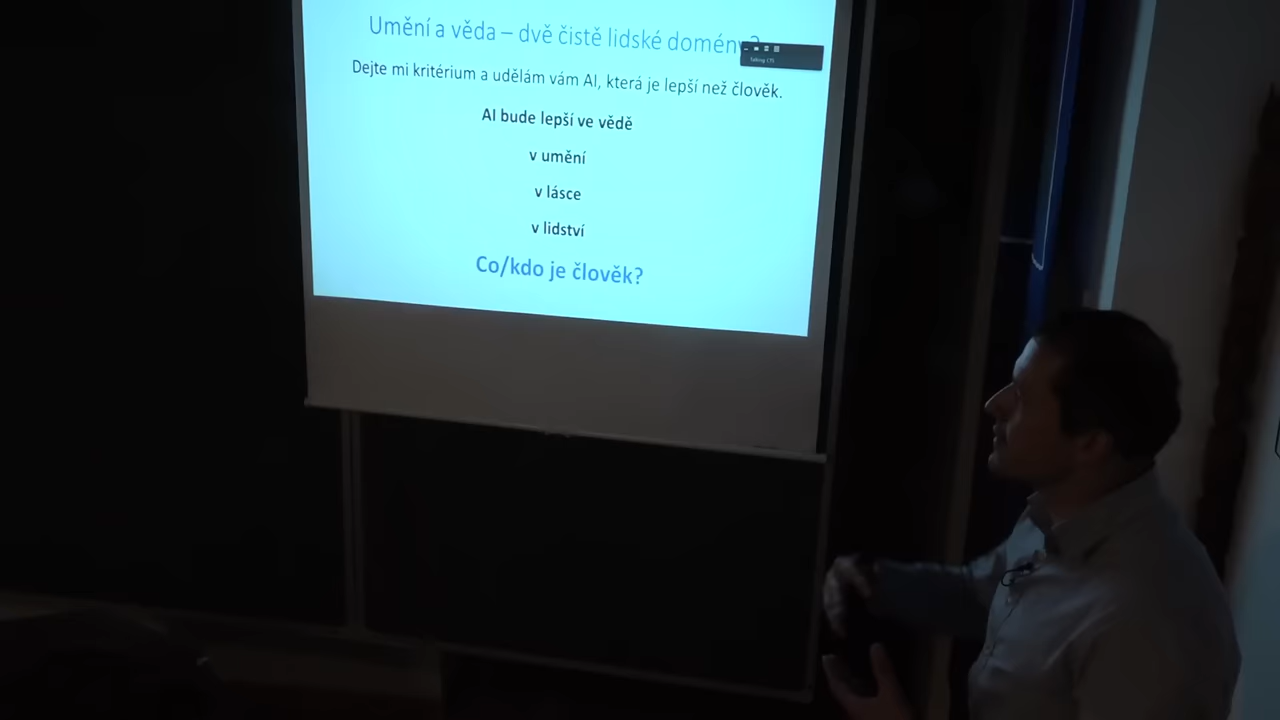 Umění a věda – dvě čistě lidské domény?
Dejte mi kritérium a udělám vám AI, která je lepší než člověk.
AI bude lepší ve vědě
v umění
v lásce
v lidství
Co/kdo je člověk?